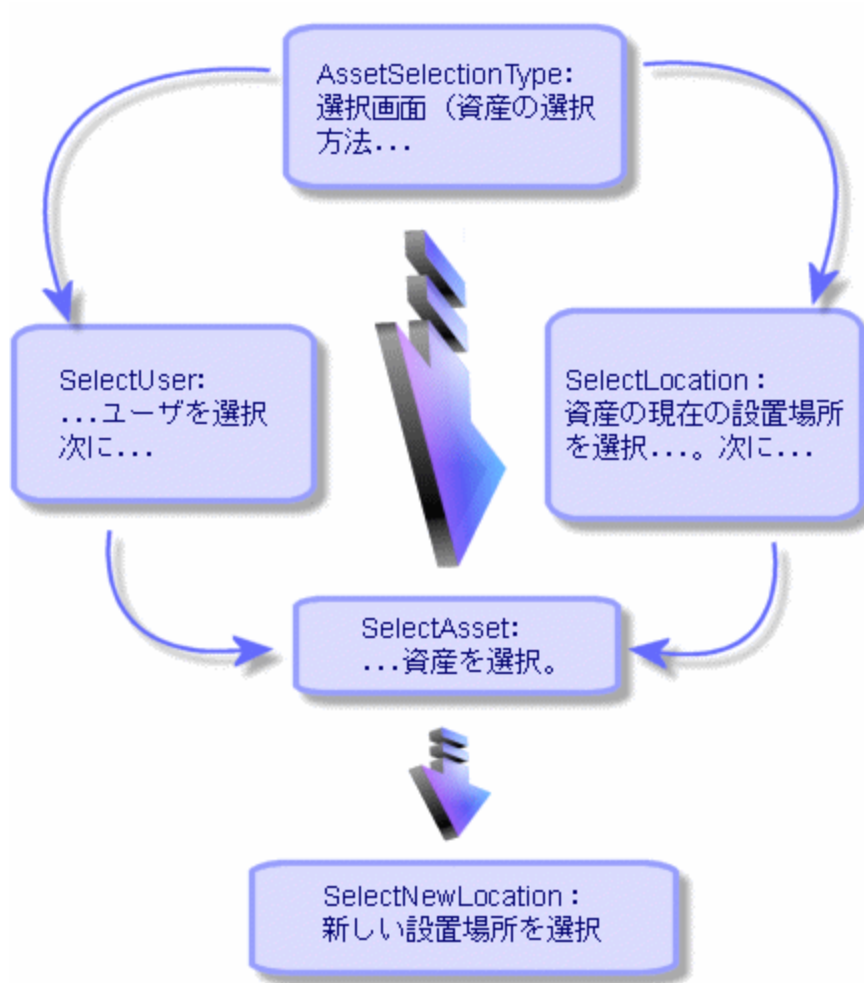 AssetSelectionType:
選択画面（資産の選択
方法...
SelectUser:
...ユーザを選択
次に...
SelectLocation :
資産の現在の設置場所
を選択...。次に...
SelectAsset:
...資産を選択。
SelectNewLocation :
新しい設置場所を選択